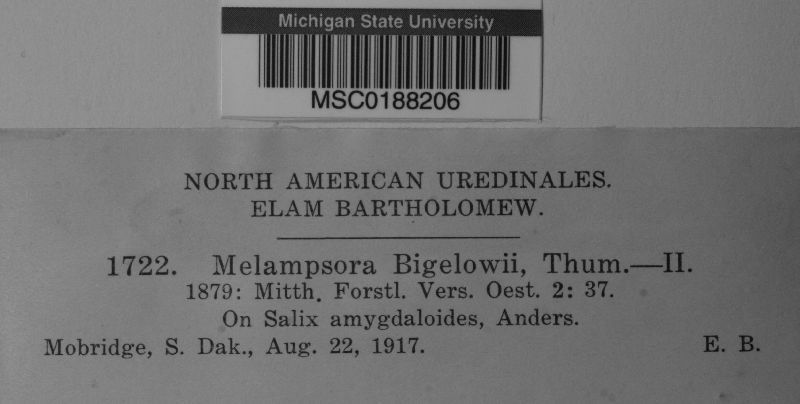 Michigan State University
MSC0188206
NORTH AMERICAN UREDINALES.
ELAM BARTHOLOMEW.
1722. Melampsora Bigelowii, Thum.—II.
1879: Mitth. Forstl. Vers. Oest. 2: 37.
On Salix amygdaloides, Anders.
Mobridge, S. Dak., Aug. 22, 1917. E. B.